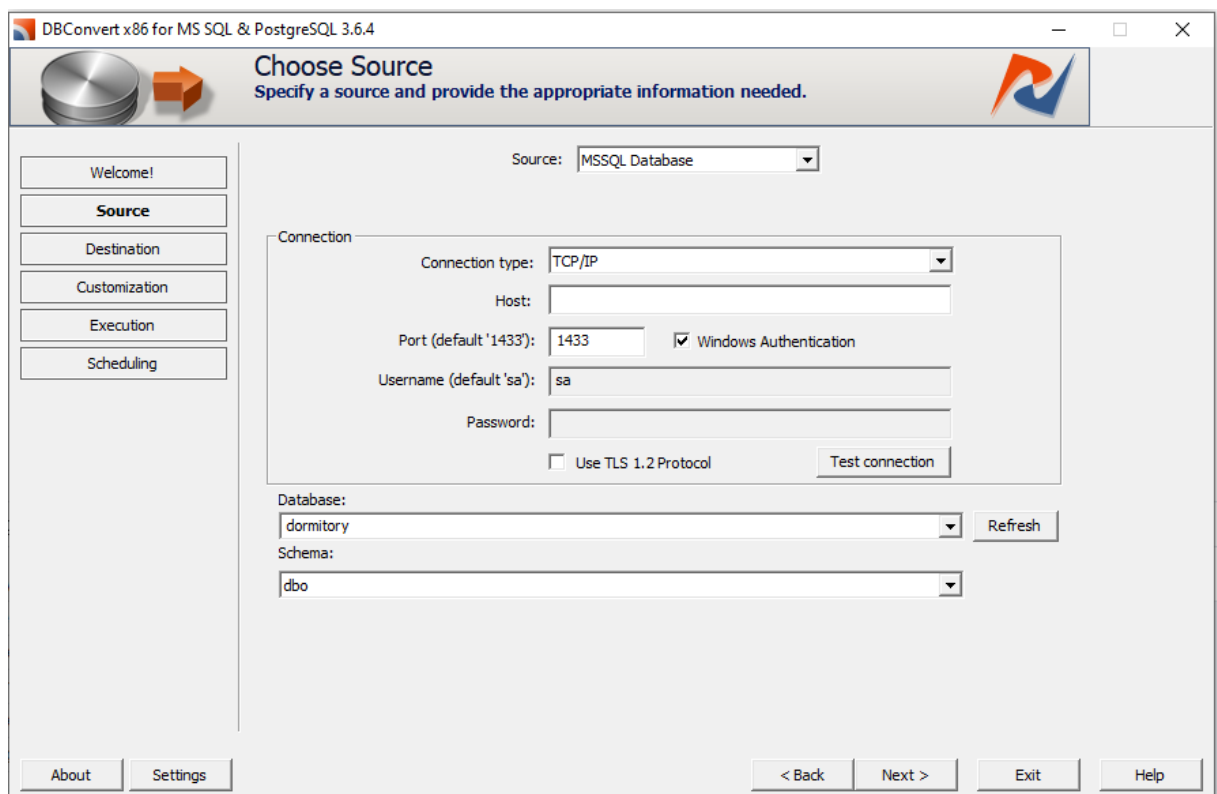 DBConvert x86 for MS SQL & PostgreSQL 3.6.4
Choose Source
Specify a source and provide the appropriate information needed.
Welcome!
Source
Destination
Customization
Execution
Scheduling
Source: MSSQL Database
Connection
Connection type: TCP/IP
Host:
Port (default '1433'): 1433 Windows Authentication
Username (default 'sa'): sa
Password:
Use TLS 1.2 Protocol Test connection
Database:
dormitory Refresh
Schema:
dbo
About Settings < Back Next > Exit Help